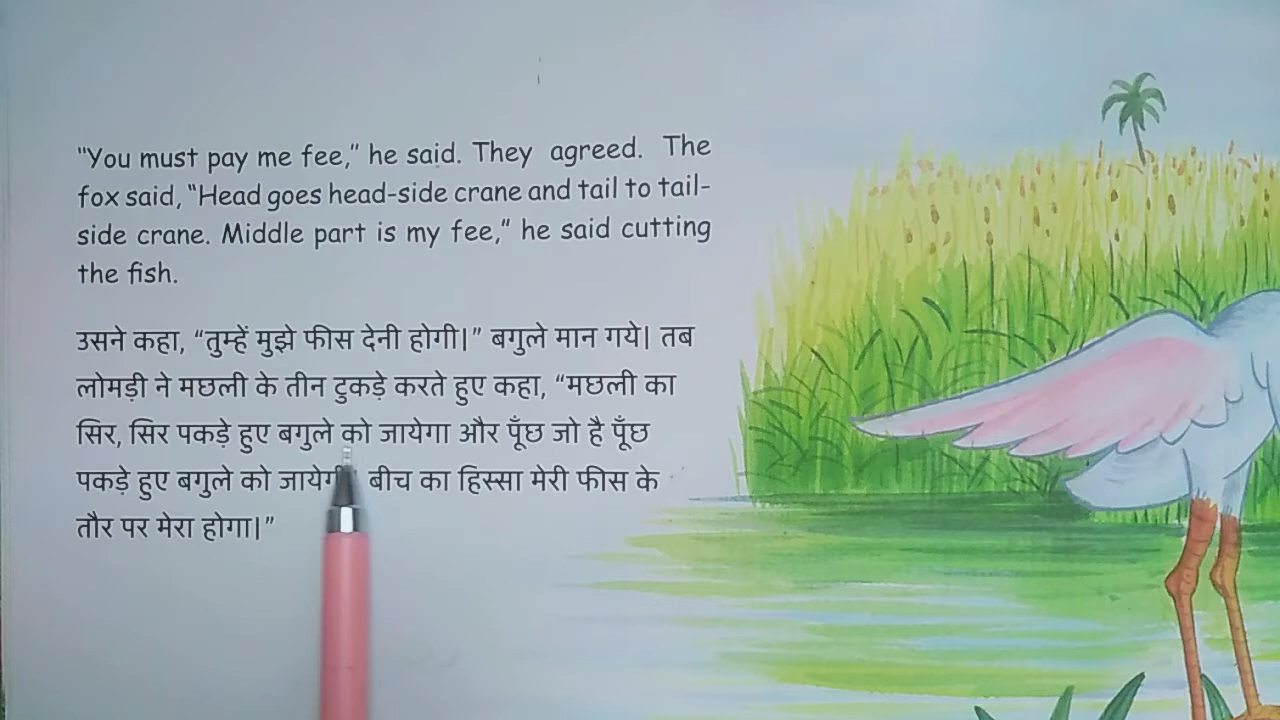 "You must pay me fee," he said. They agreed. The
fox said, "Head goes head-side crane and tail to tail-
side crane. Middle part is my fee," he said cutting
the fish.
उसने कहा, “तुम्हें मुझे फीस देनी होगी।” बगुले मान गये। तब
लोमड़ी ने मछली के तीन टुकड़े करते हुए कहा, “मछली का
सिर, सिर पकड़े हुए बगुले को जायेगा और पूँछ जो है पूँछ
पकड़े हुए बगुले को बीच का हिस्सा मेरी फीस के
तौर पर मेरा होगा।”